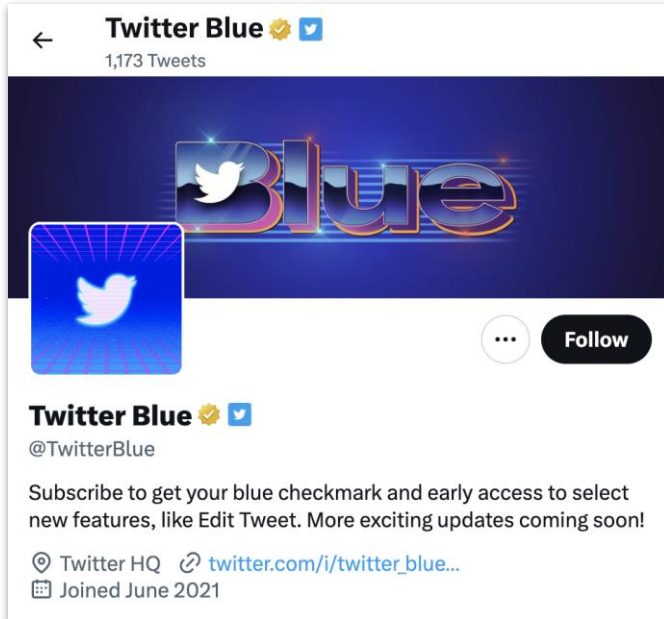 Twitter Blue
1,173 Tweets
Blue
Follow
Twitter Blue
@TwitterBlue
Subscribe to get your blue checkmark and early access to select
new features, like Edit Tweet. More exciting updates coming soon!
Twitter HQ twitter.com/i/twitter_blue...
Joined June 2021